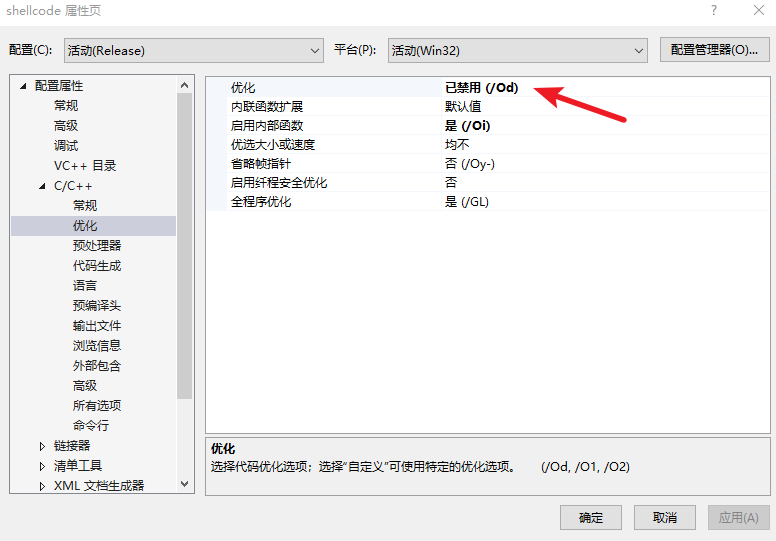 shellcode 属性页
? ×
配置(C): 活动(Release) 平台(P): 活动(Win32) 配置管理器(O)...
配置属性
常规
高级
调试
VC++ 目录
C/C++
常规
优化
预处理器
代码生成
语言
预编译头
输出文件
浏览信息
外部包含
高级
所有选项
命令行
链接器
清单工具
XML 文档生成器
优化 已禁用 (/Od)
内联函数扩展 默认值
启用内部函数 是 (/Oi)
优选大小或速度 均不
省略帧指针 否 (/Oy-)
启用纤程安全优化 否
全程序优化 是 (/GL)
优化
选择代码优化选项；选择“自定义”可使用特定的优化选项。 (/Od, /O1, /O2)
确定 取消 应用(A)